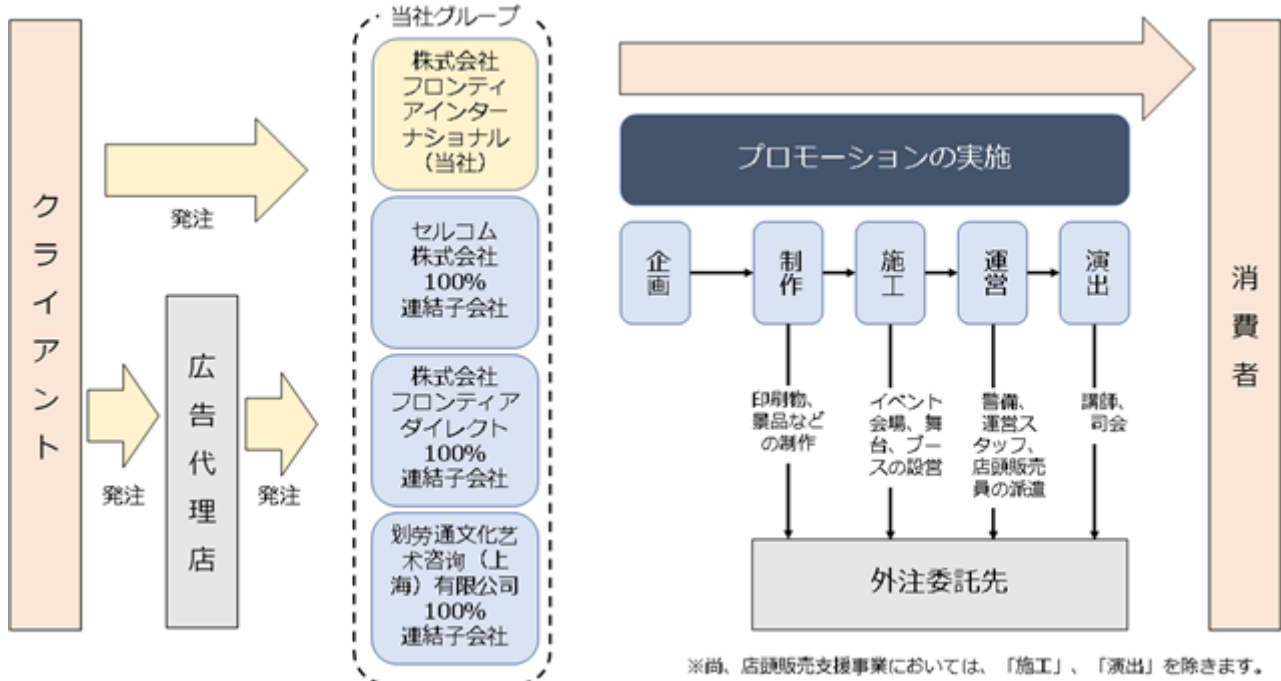 クライアント
発注
発注
広告代理店
発注
当社グループ
株式会社
フロンティ
アインター
ナショナル
（当社）
セルコム
株式会社
100%
連結子会社
株式会社
フロンティア
ダイレクト
100%
連結子会社
划劳通文化艺
术咨询（上
海）有限公司
100%
連結子会社
プロモーションの実施
企画
制作
施工
運営
演出
印刷物、
景品など
の制作
イベント
会場、舞
台、ブー
スの設営
警備、
運営ス
タッフ、
店頭販売
員の派遣
講師、
司会
外注委託先
消費者
※尚、店頭販売支援事業においては、「施工」、「演出」を除きます。